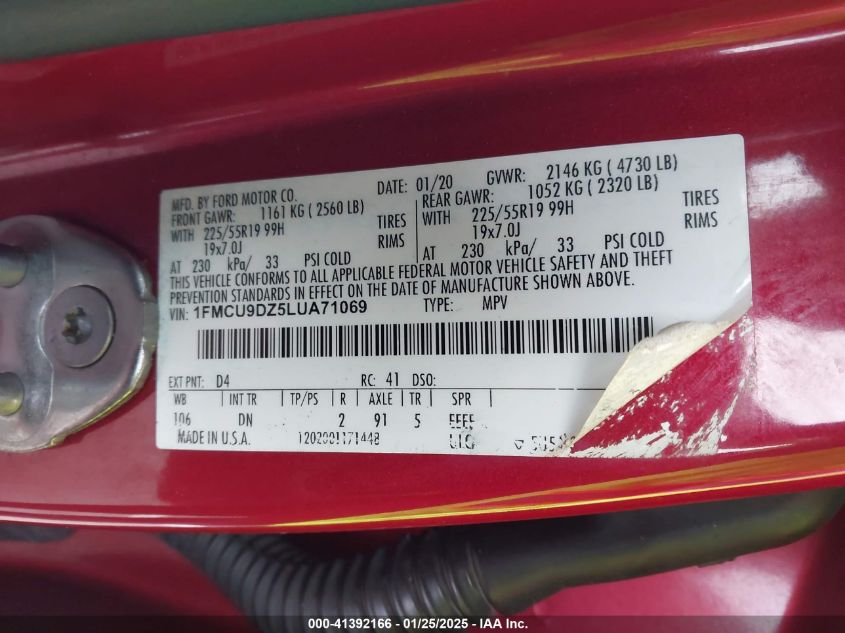 MFD. BY FORD MOTOR CO.
DATE: 01/20 GVWR: 2146 KG ( 4730 LB)
FRONT GAWR: 1161 KG ( 2560 LB) REAR GAWR: 1052 KG ( 2320 LB)
WITH 225/55R19 99H TIRES WITH 225/55R19 99H TIRES
19x7.0J RIMS 19x7.0J RIMS
AT 230 kPa/ 33 PSI COLD AT 230 kPa/ 33 PSI COLD
THIS VEHICLE CONFORMS TO ALL APPLICABLE FEDERAL MOTOR VEHICLE SAFETY AND THEFT
PREVENTION STANDARDS IN EFFECT ON THE DATE OF MANUFACTURE SHOWN ABOVE.
VIN: 1FMCU9DZ5LUA71069 TYPE: MPV
EXT PNT: D4 RC: 41 DSO:
WB INT TR TP/PS R AXLE TR SPR
106 DN 2 91 5 EEEE
MADE IN U.S.A. 120200117144B
000-41392166 - 01/25/2025 - IAA Inc.